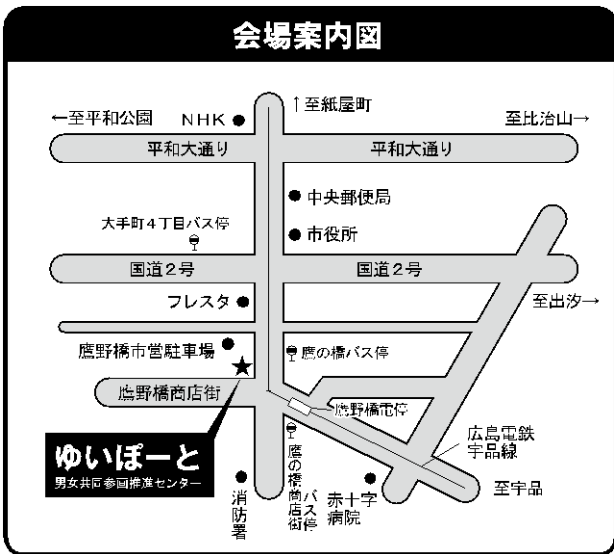 会場案内図
↑至紙屋町
←至平和公園
NHK
至比治山→
平和大通り
平和大通り
中央郵便局
大手町4丁目バス停
市役所
国道2号
国道2号
フレスタ
至出汐→
鷹野橋市営駐車場
鷹の橋バス停
鷹野橋商店街
鷹野橋電停
ゆいぽーと
男女共同参画推進センター
広島電鉄
宇品線
至宇品
消防署
鷹の橋商店街
バス停
赤十字
病院